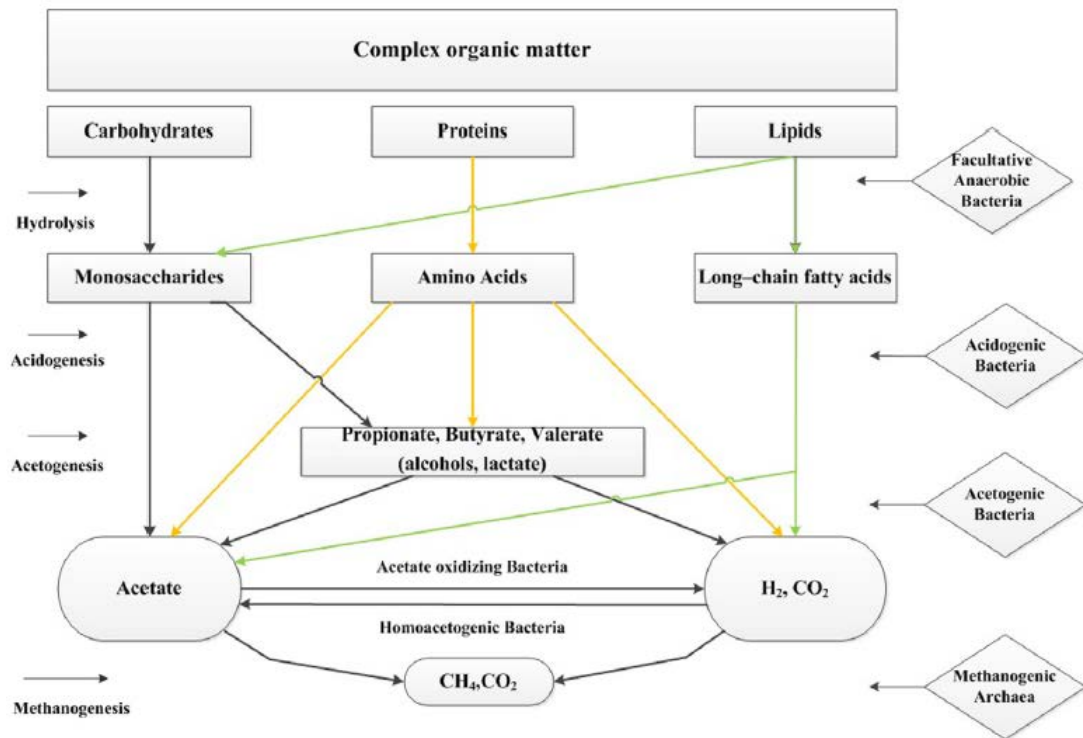 Complex organic matter
Carbohydrates
Proteins
Lipids
Facultative
Anaerobic
Bacteria
Hydrolysis
Monosaccharides
Amino Acids
Long–chain fatty acids
Acidogenesis
Acidogenic
Bacteria
Propionate, Butyrate, Valerate
(alcohols, lactate)
Acetogenesis
Acetogenic
Bacteria
Acetate oxidizing Bacteria
Acetate
H₂, CO₂
Homoacetogenic Bacteria
CH₄,CO₂
Methanogenesis
Methanogenic
Archaea